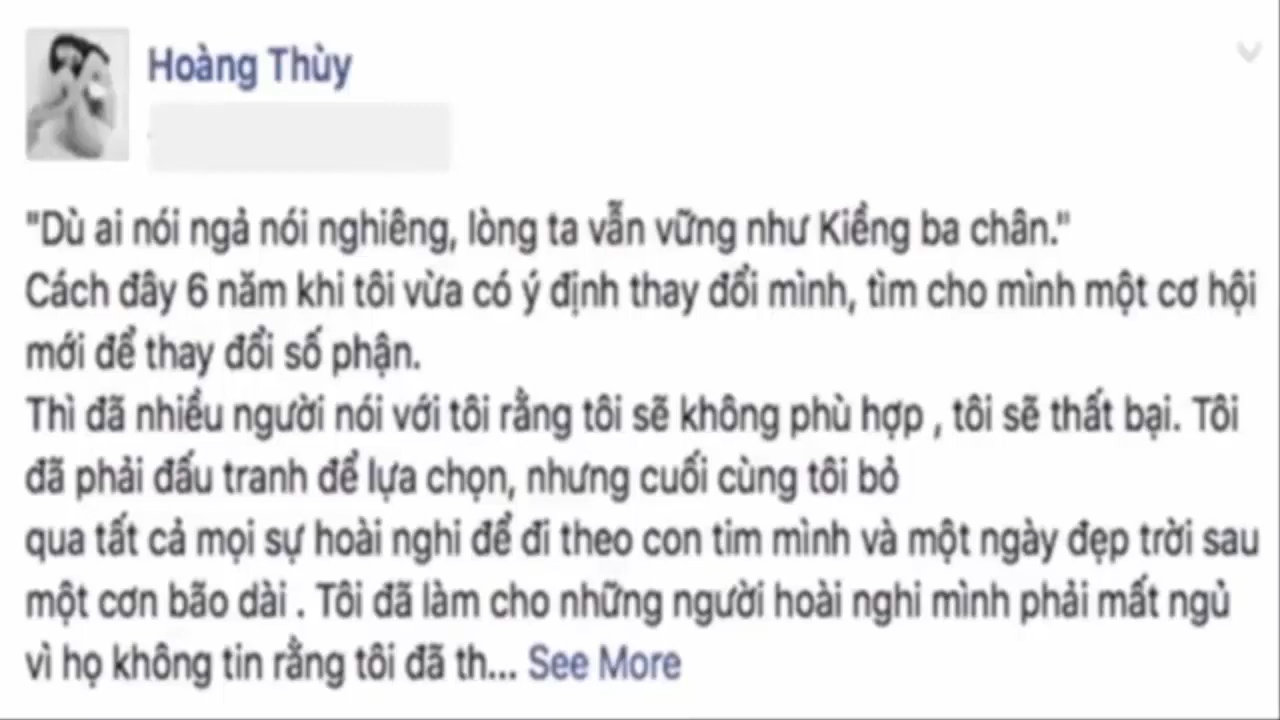 Hoàng Thùy
"Dù ai nói ngả nói nghiêng, lòng ta vẫn vững như Kiềng ba chân."
Cách đây 6 năm khi tôi vừa có ý định thay đổi mình, tìm cho mình một cơ hội
mới để thay đổi số phận.
Thì đã nhiều người nói với tôi rằng tôi sẽ không phù hợp , tôi sẽ thất bại. Tôi
đã phải đấu tranh để lựa chọn, nhưng cuối cùng tôi bỏ
qua tất cả mọi sự hoài nghi để đi theo con tim mình và một ngày đẹp trời sau
một cơn bão dài . Tôi đã làm cho những người hoài nghi mình phải mất ngủ
vì họ không tin rằng tôi đã th... See More